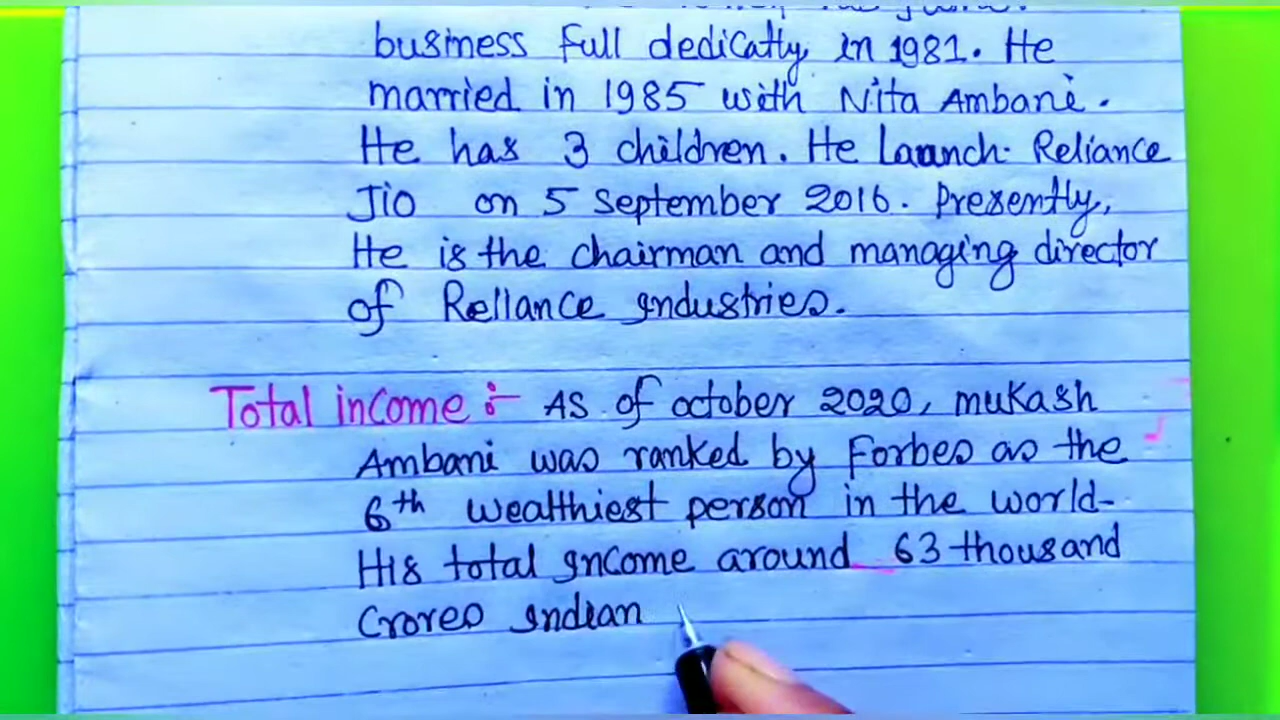 business full dedicatly in 1981. He
married in 1985 with Nita Ambani.
He has 3 children. He Launch. Reliance
Jio on 5 September 2016. Presently,
He is the chairman and managing director
of Reliance Industries.
Total income :- As of october 2020, mukash
Ambani was ranked by Forbes as the
6th wealthiest person in the world-
His total income around 63 thousand
Crores Indian